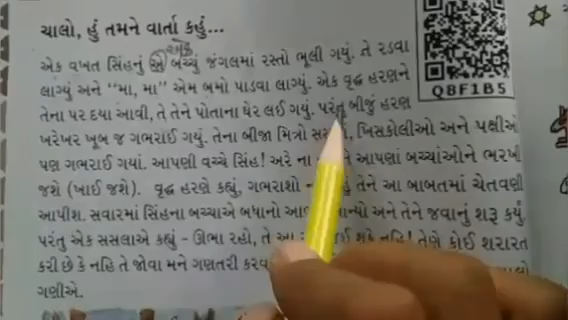 ચાલો, હું તમને વાર્તા કહું...
એક
એક વખત સિંહનું એ બચ્ચું જંગલમાં રસ્તો ભૂલી ગયું. તે રડવા
લાગ્યું અને “મા, મા” એમ બૂમો પાડવા લાગ્યું. એક વૃદ્ધ હરણને
તેના પર દયા આવી, તે તેને પોતાના ઘેર લઈ ગયું. પરંતુ બીજું હરણ
Q8F1B5
ખરેખર ખૂબ જ ગભરાઈ ગયું. તેના બીજા મિત્રો ખિસકોલીઓ અને પક્ષીઓ
પણ ગભરાઈ ગયાં. આપણી વચ્ચે સિંહ! અરે ના આપણાં બચ્ચાંઓને ભરખી
જશે (ખાઈ જશે). વૃદ્ધ હરણે કહ્યું, ગભરાશો તેને આ બાબતમાં ચેતવણી
આપીશ. સવારમાં સિંહના બચ્ચાએ બધાનો અને તેને જવાનું શરૂ કર્યું.
પરંતુ એક સસલાએ કહ્યું - ઊભા રહો, તે આ શકે નહિ! તેણે કોઈ શરારત
કરી છે કે નહિ તે જોવા મને ગણતરી
ગણીએ.